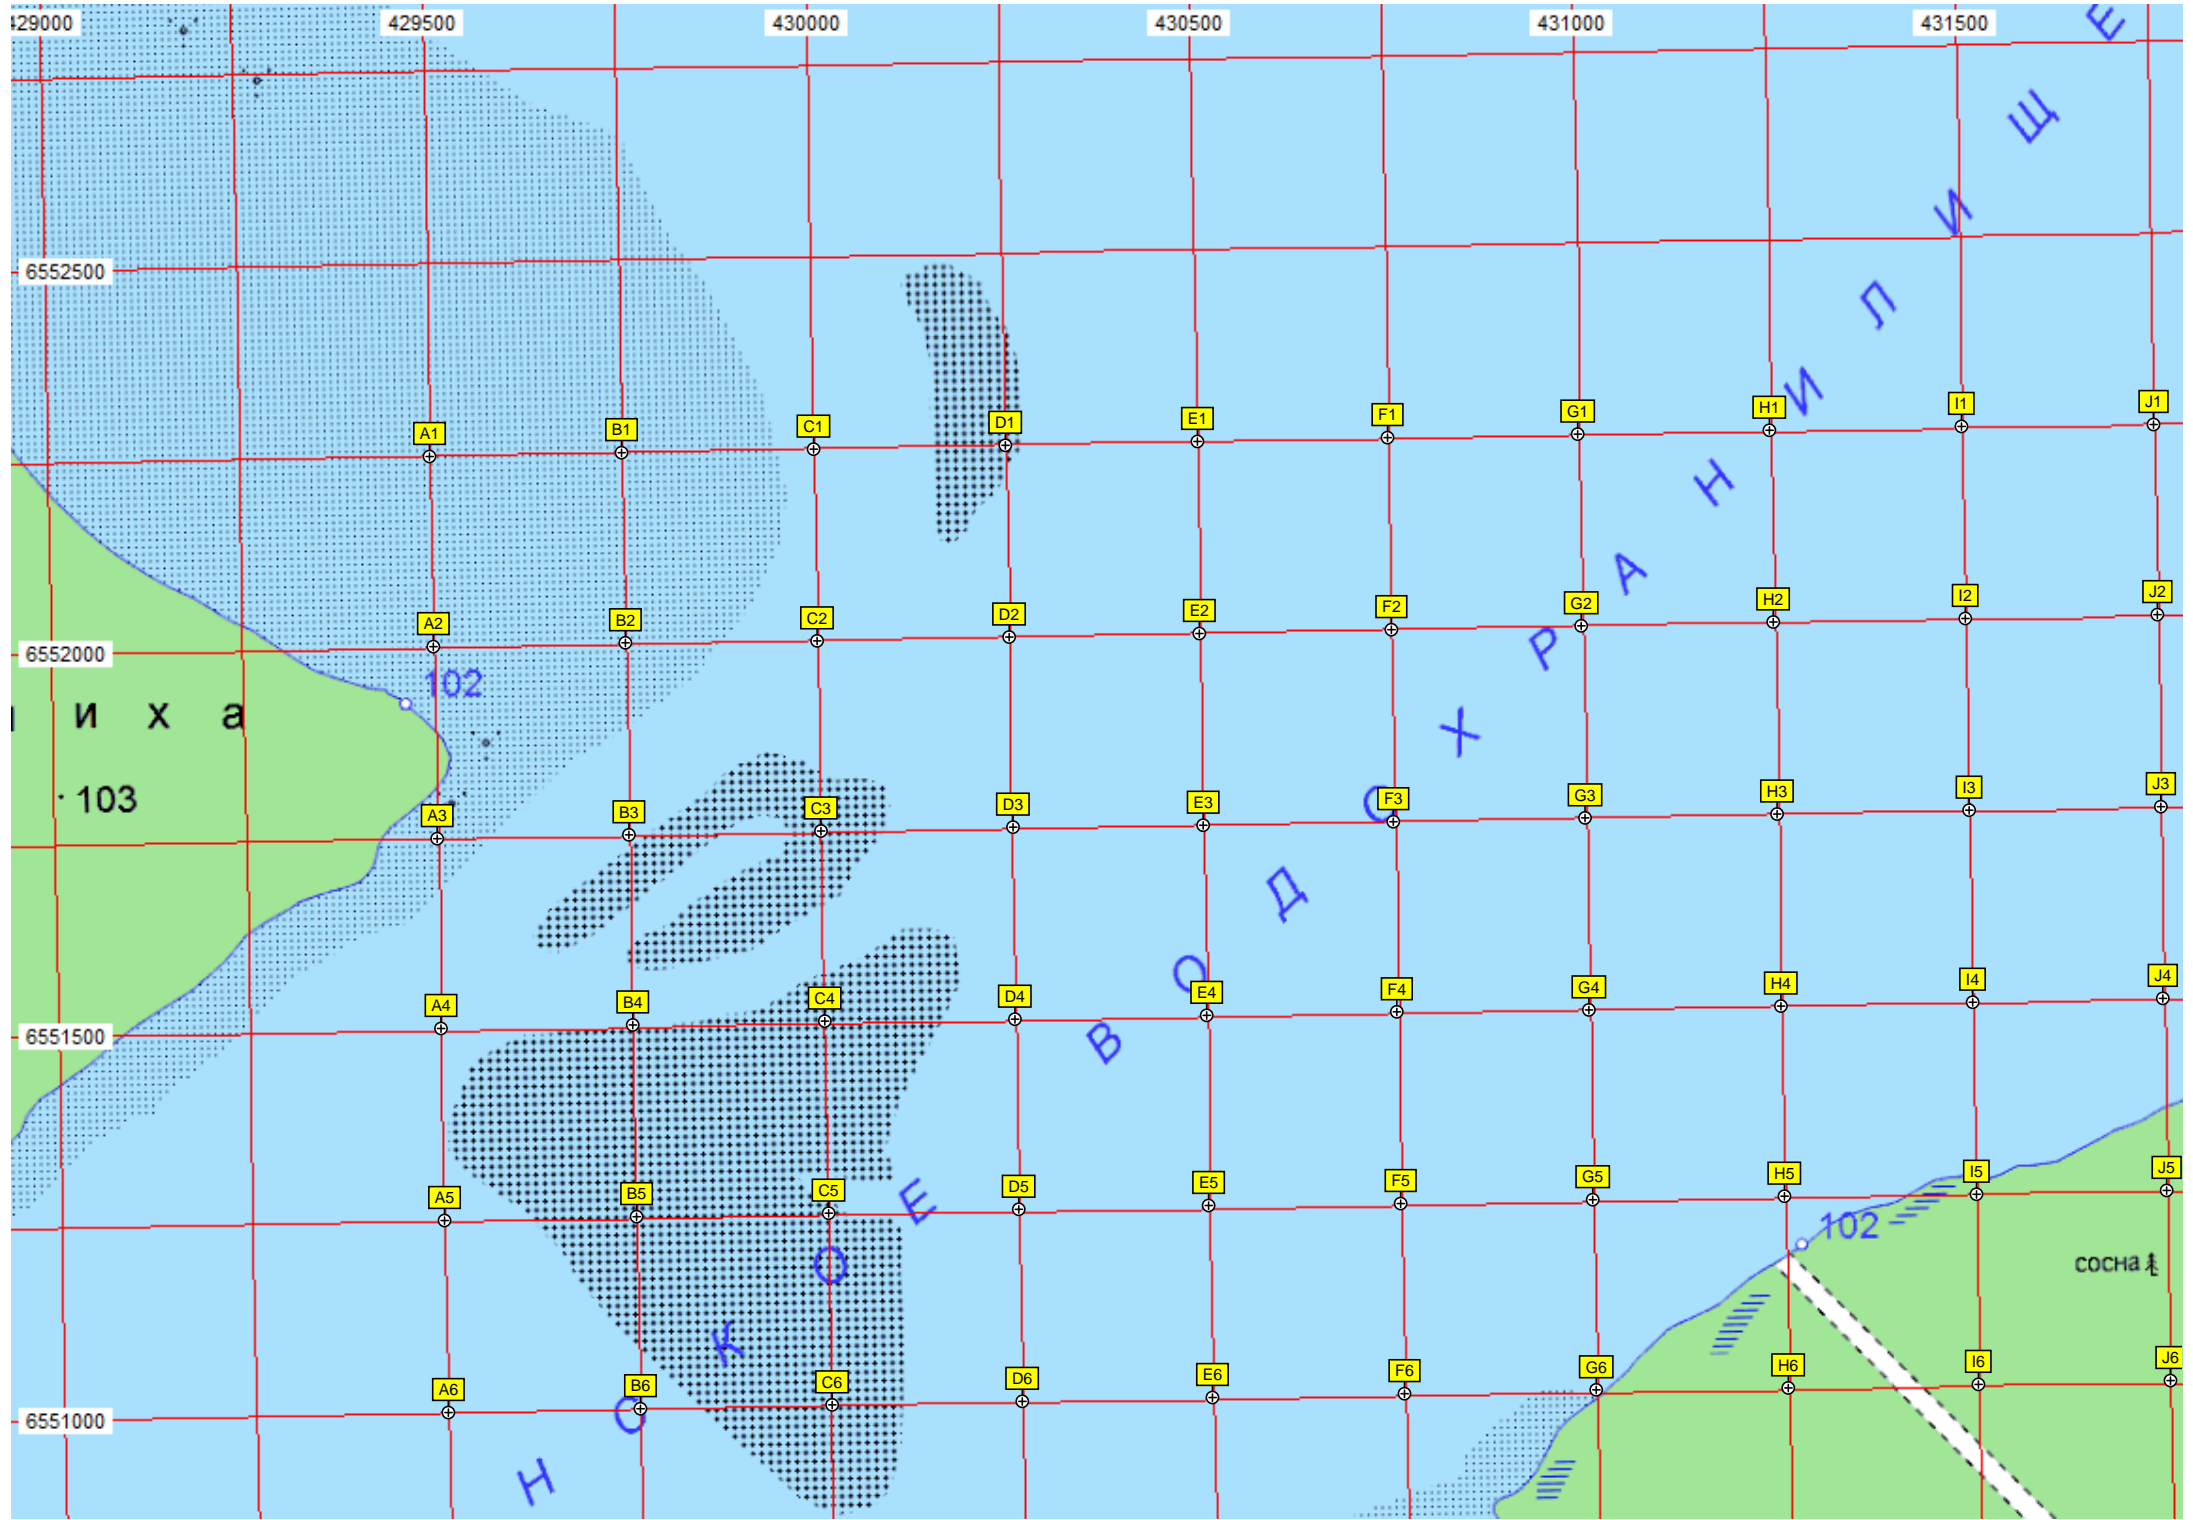 429000 429500 430000 430500 431000 431500
6552500
A1 B1 C1 D1 E1 F1 G1 H1 I1 J1
A2 B2 C2 D2 E2 F2 G2 H2 I2 J2
6552000
102
и х а
103
A3 B3 C3 D3 E3 F3 G3 H3 I3 J3
A4 B4 C4 D4 E4 F4 G4 H4 I4 J4
6551500
A5 B5 C5 D5 E5 F5 G5 H5 I5 J5
102
сосна
A6 B6 C6 D6 E6 F6 G6 H6 I6 J6
6551000
Н С К О Е
В О Д О Х Р А Н И Л И Щ Е